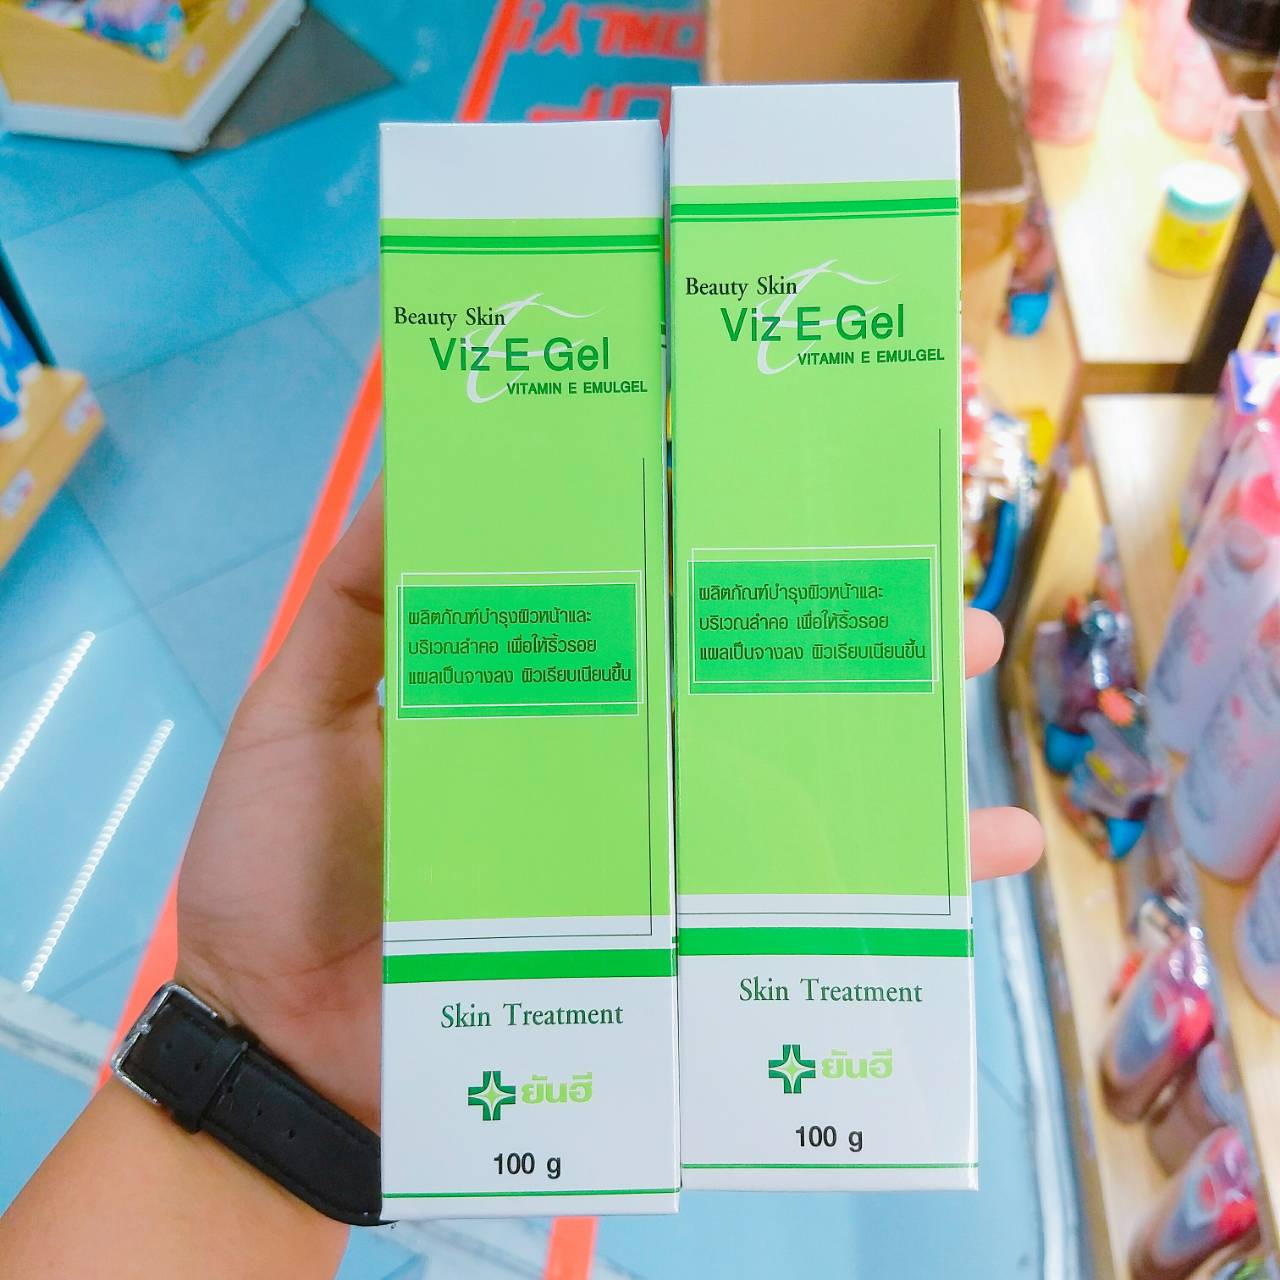 ONLY!
Beauty Skin
Viz E Gel
VITAMIN E EMULGEL
ผลิตภัณฑ์บำรุงผิวหน้าและ
บริเวณลำคอ เพื่อให้ริ้วรอย
แผลเป็นจางลง ผิวเรียบเนียนขึ้น
Skin Treatment
ยันฮี
100 g
Beauty Skin
Viz E Gel
VITAMIN E EMULGEL
ผลิตภัณฑ์บำรุงผิวหน้าและ
บริเวณลำคอ เพื่อให้ริ้วรอย
แผลเป็นจางลง ผิวเรียบเนียนขึ้น
Skin Treatment
ยันฮี
100 g